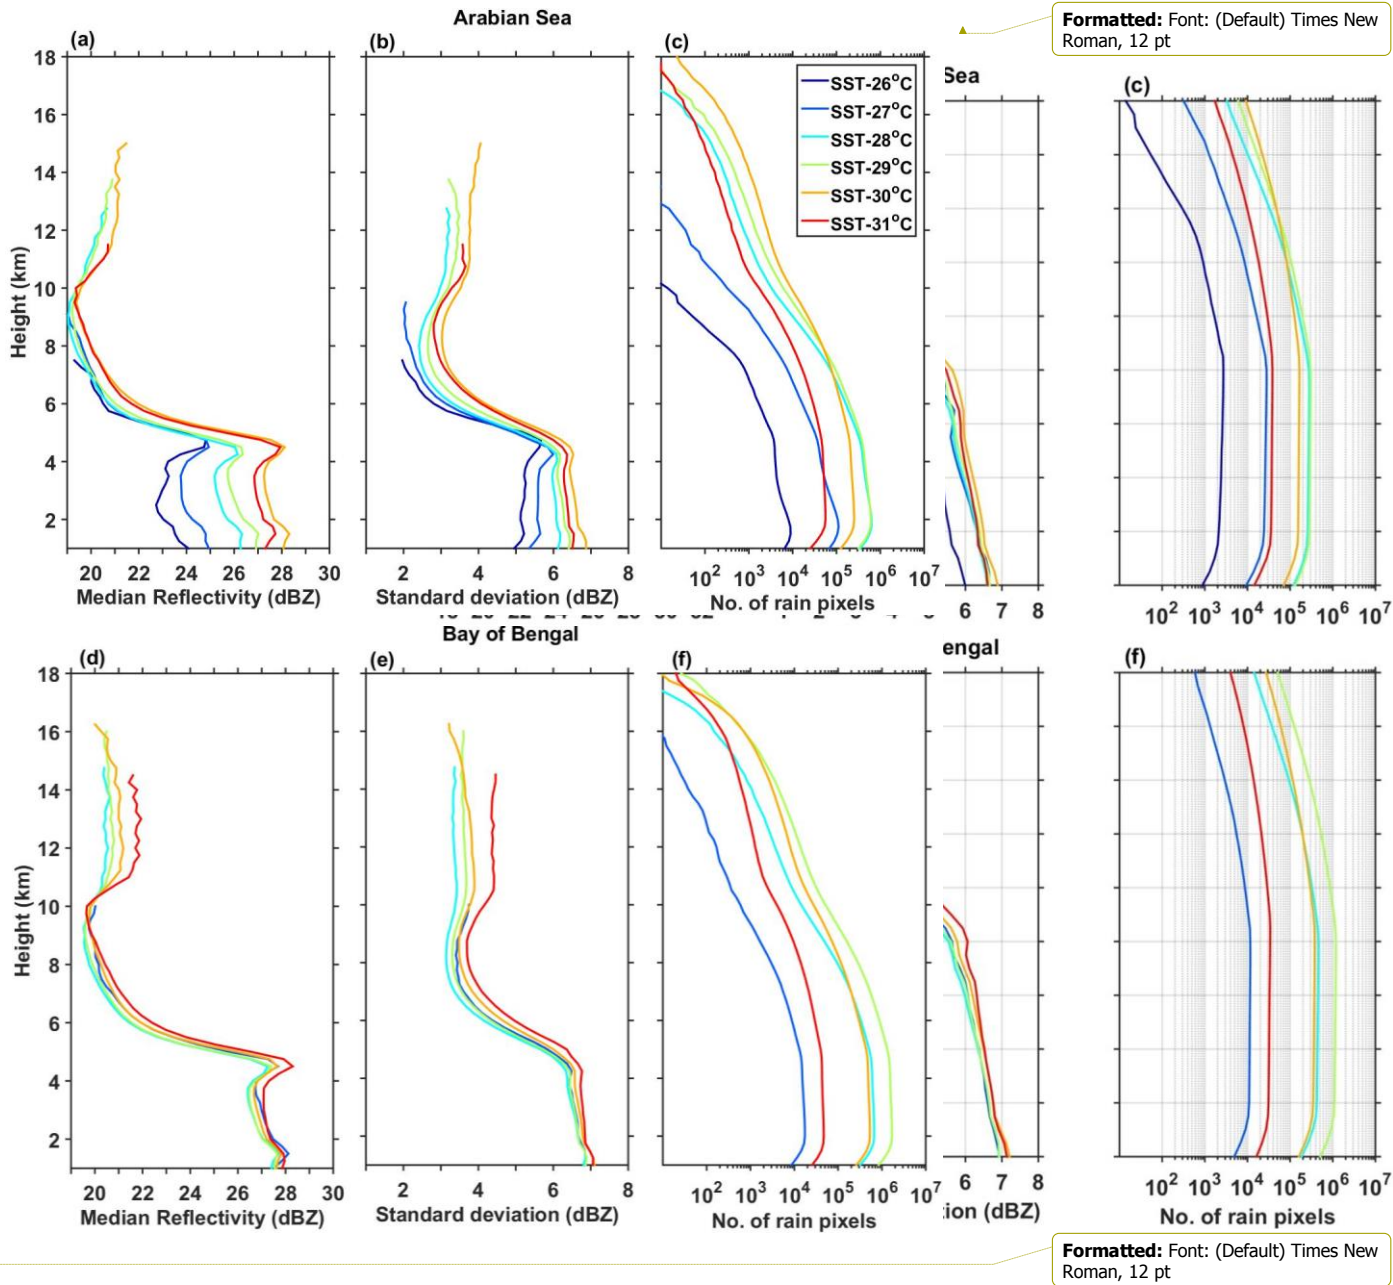 Arabian Sea
Formatted: Font: (Default) Times New
Roman, 12 pt
(a) (b) (c)
Sea (c)
18
16
14
12
10
8
6
4
2
Height (km)
SST-26°C
SST-27°C
SST-28°C
SST-29°C
SST-30°C
SST-31°C
20 22 24 26 28 30
2 4 6 8
10² 10³ 10⁴ 10⁵ 10⁶ 10⁷
6 7 8
10² 10³ 10⁴ 10⁵ 10⁶ 10⁷
Median Reflectivity (dBZ) Standard deviation (dBZ) No. of rain pixels
Bay of Bengal
engal
(d) (e) (f) (f)
18
16
14
12
10
8
6
4
2
Height (km)
20 22 24 26 28 30
2 4 6 8
10² 10³ 10⁴ 10⁵ 10⁶ 10⁷
6 7 8
10² 10³ 10⁴ 10⁵ 10⁶ 10⁷
Median Reflectivity (dBZ) Standard deviation (dBZ) No. of rain pixels
ion (dBZ) No. of rain pixels
Formatted: Font: (Default) Times New
Roman, 12 pt